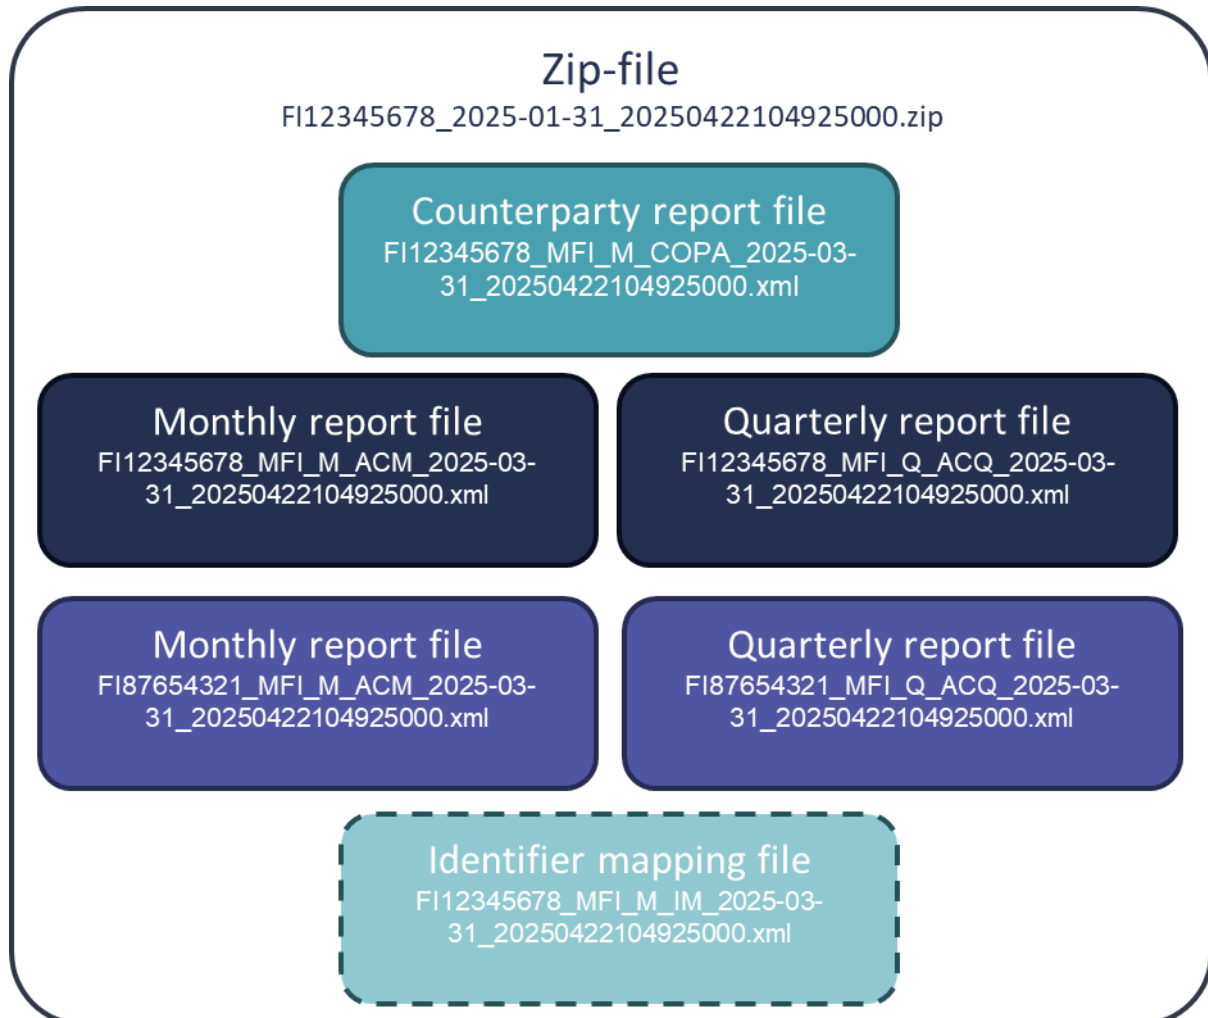 Zip-file
FI12345678_2025-01-31_20250422104925000.zip
Counterparty report file
FI12345678_MFI_M_COPA_2025-03-
31_20250422104925000.xml
Monthly report file
FI12345678_MFI_M_ACM_2025-03-
31_20250422104925000.xml
Quarterly report file
FI12345678_MFI_Q_ACQ_2025-03-
31_20250422104925000.xml
Monthly report file
FI87654321_MFI_M_ACM_2025-03-
31_20250422104925000.xml
Quarterly report file
FI87654321_MFI_Q_ACQ_2025-03-
31_20250422104925000.xml
Identifier mapping file
FI12345678_MFI_M_IM_2025-03-
31_20250422104925000.xml